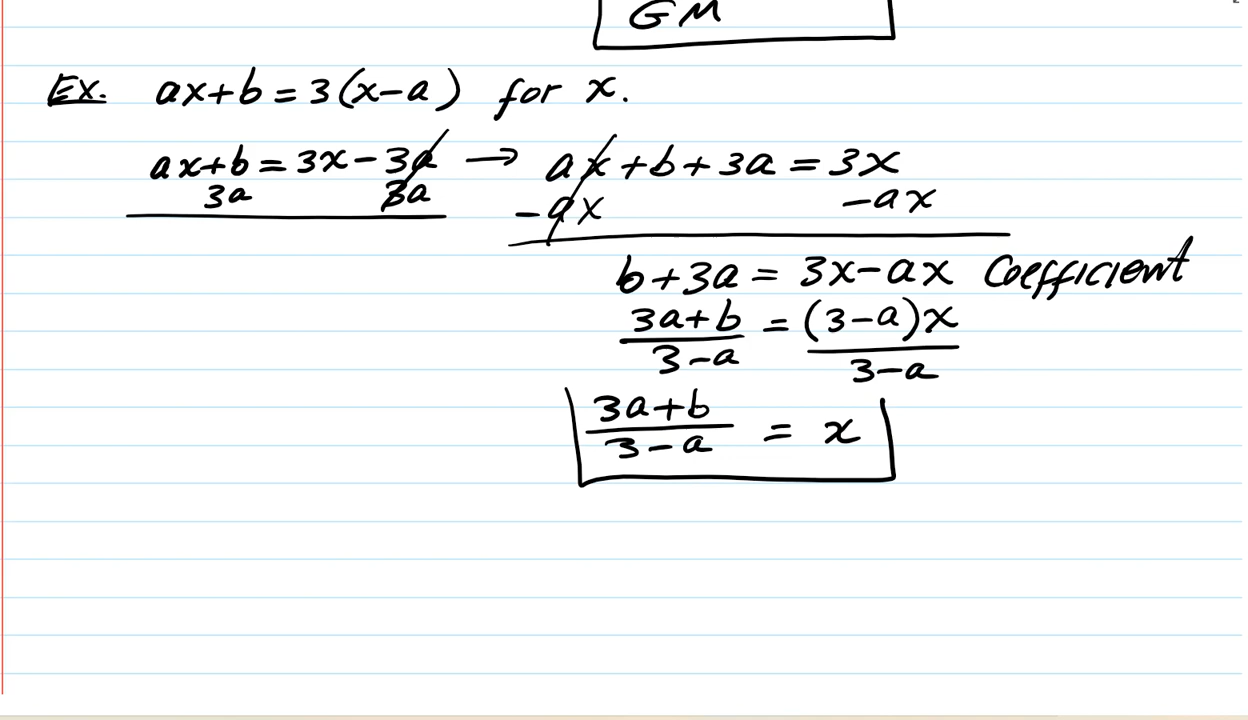 GM
Ex. ax+b=3(x-a) for x.
ax+b=3x-3a → ax+b+3a=3x
3a 3a -ax -ax
b+3a=3x-ax Coefficient
3a+b = (3-a)x
3-a 3-a
3a+b
= x
3-a